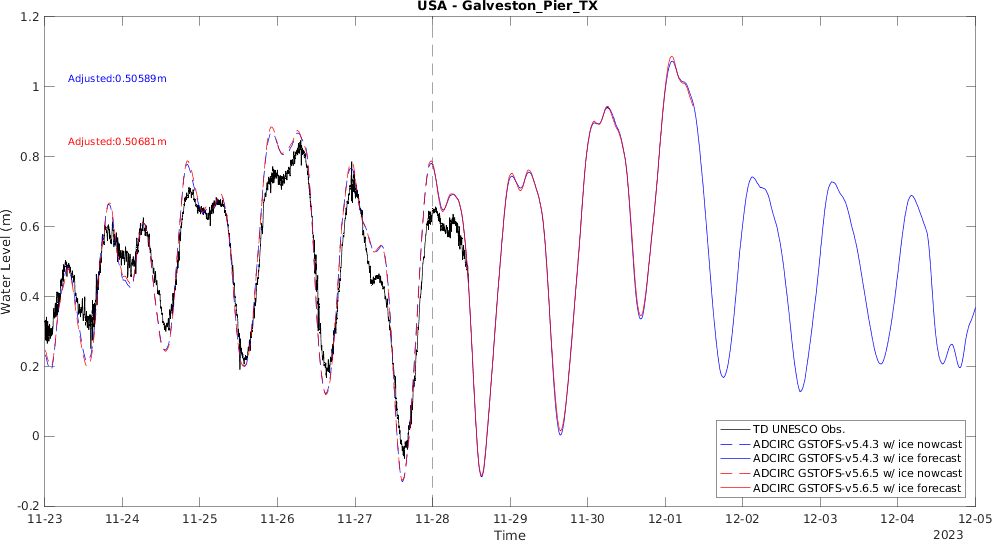 USA - Galveston_Pier_TX
1.2
1
0.8
0.6
0.4
0.2
0
-0.2
Water Level (m)
Adjusted:0.50589m
Adjusted:0.50681m
TD UNESCO Obs.
ADCIRC GSTOFS-v5.4.3 w/ ice nowcast
ADCIRC GSTOFS-v5.4.3 w/ ice forecast
ADCIRC GSTOFS-v5.6.5 w/ ice nowcast
ADCIRC GSTOFS-v5.6.5 w/ ice forecast
11-23 11-24 11-25 11-26 11-27 11-28 11-29 11-30 12-01 12-02 12-03 12-04 12-05
Time
2023